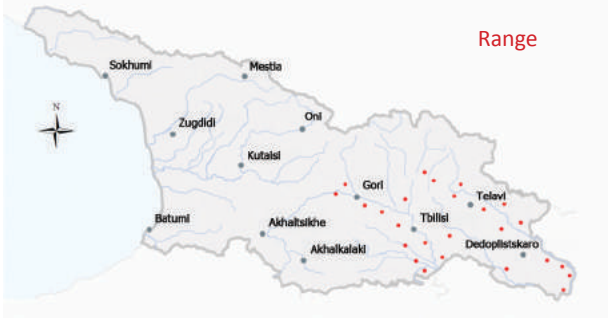 Range
Sokhumi
Mestia
N
Zugdidi
Oni
Kutaisi
Gori
Telavi
Batumi
Akhaltsikhe
Tbilisi
Dedoplistskaro
Akhalkalaki